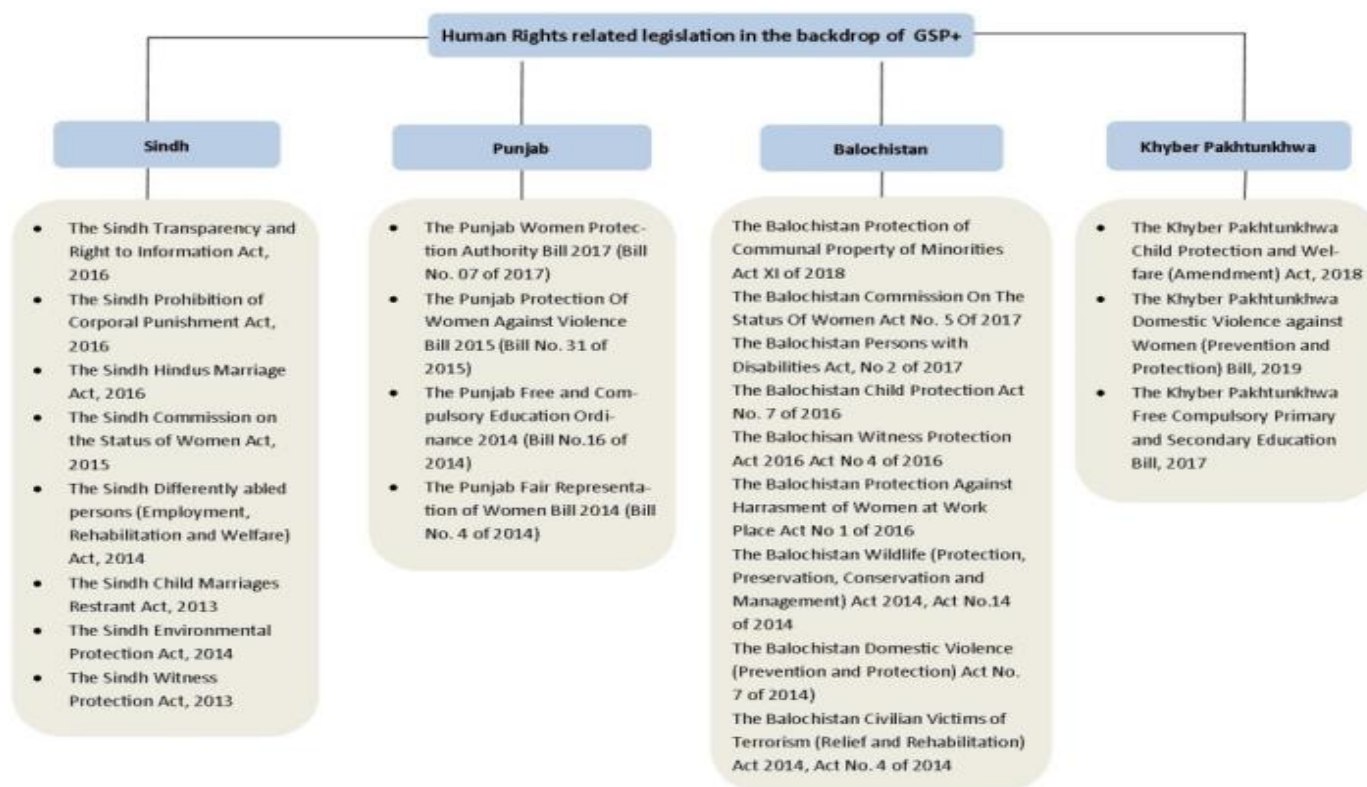 Human Rights related legislation in the backdrop of GSP+
Sindh
• The Sindh Transparency and
Right to Information Act,
2016
• The Sindh Prohibition of
Corporal Punishment Act,
2016
• The Sindh Hindus Marriage
Act, 2016
• The Sindh Commission on
the Status of Women Act,
2015
• The Sindh Differently abled
persons (Employment,
Rehabilitation and Welfare)
Act, 2014
• The Sindh Child Marriages
Restrant Act, 2013
• The Sindh Environmental
Protection Act, 2014
• The Sindh Witness
Protection Act, 2013
Punjab
• The Punjab Women Protec-
tion Authority Bill 2017 (Bill
No. 07 of 2017)
• The Punjab Protection Of
Women Against Violence
Bill 2015 (Bill No. 31 of
2015)
• The Punjab Free and Com-
pulsory Education Ordi-
nance 2014 (Bill No.16 of
2014)
• The Punjab Fair Representa-
tion of Women Bill 2014 (Bill
No. 4 of 2014)
Balochistan
The Balochistan Protection of
Communal Property of Minorities
Act XI of 2018
The Balochistan Commission On The
Status Of Women Act No. 5 Of 2017
The Balochistan Persons with
Disabilities Act, No 2 of 2017
The Balochistan Child Protection Act
No. 7 of 2016
The Balochisan Witness Protection
Act 2016 Act No 4 of 2016
The Balochistan Protection Against
Harrasment of Women at Work
Place Act No 1 of 2016
The Balochistan Wildlife (Protection,
Preservation, Conservation and
Management) Act 2014, Act No.14
of 2014
The Balochistan Domestic Violence
(Prevention and Protection) Act No.
7 of 2014)
The Balochistan Civilian Victims of
Terrorism (Relief and Rehabilitation)
Act 2014, Act No. 4 of 2014
Khyber Pakhtunkhwa
• The Khyber Pakhtunkhwa
Child Protection and Wel-
fare (Amendment) Act, 2018
• The Khyber Pakhtunkhwa
Domestic Violence against
Women (Prevention and
Protection) Bill, 2019
• The Khyber Pakhtunkhwa
Free Compulsory Primary
and Secondary Education
Bill, 2017